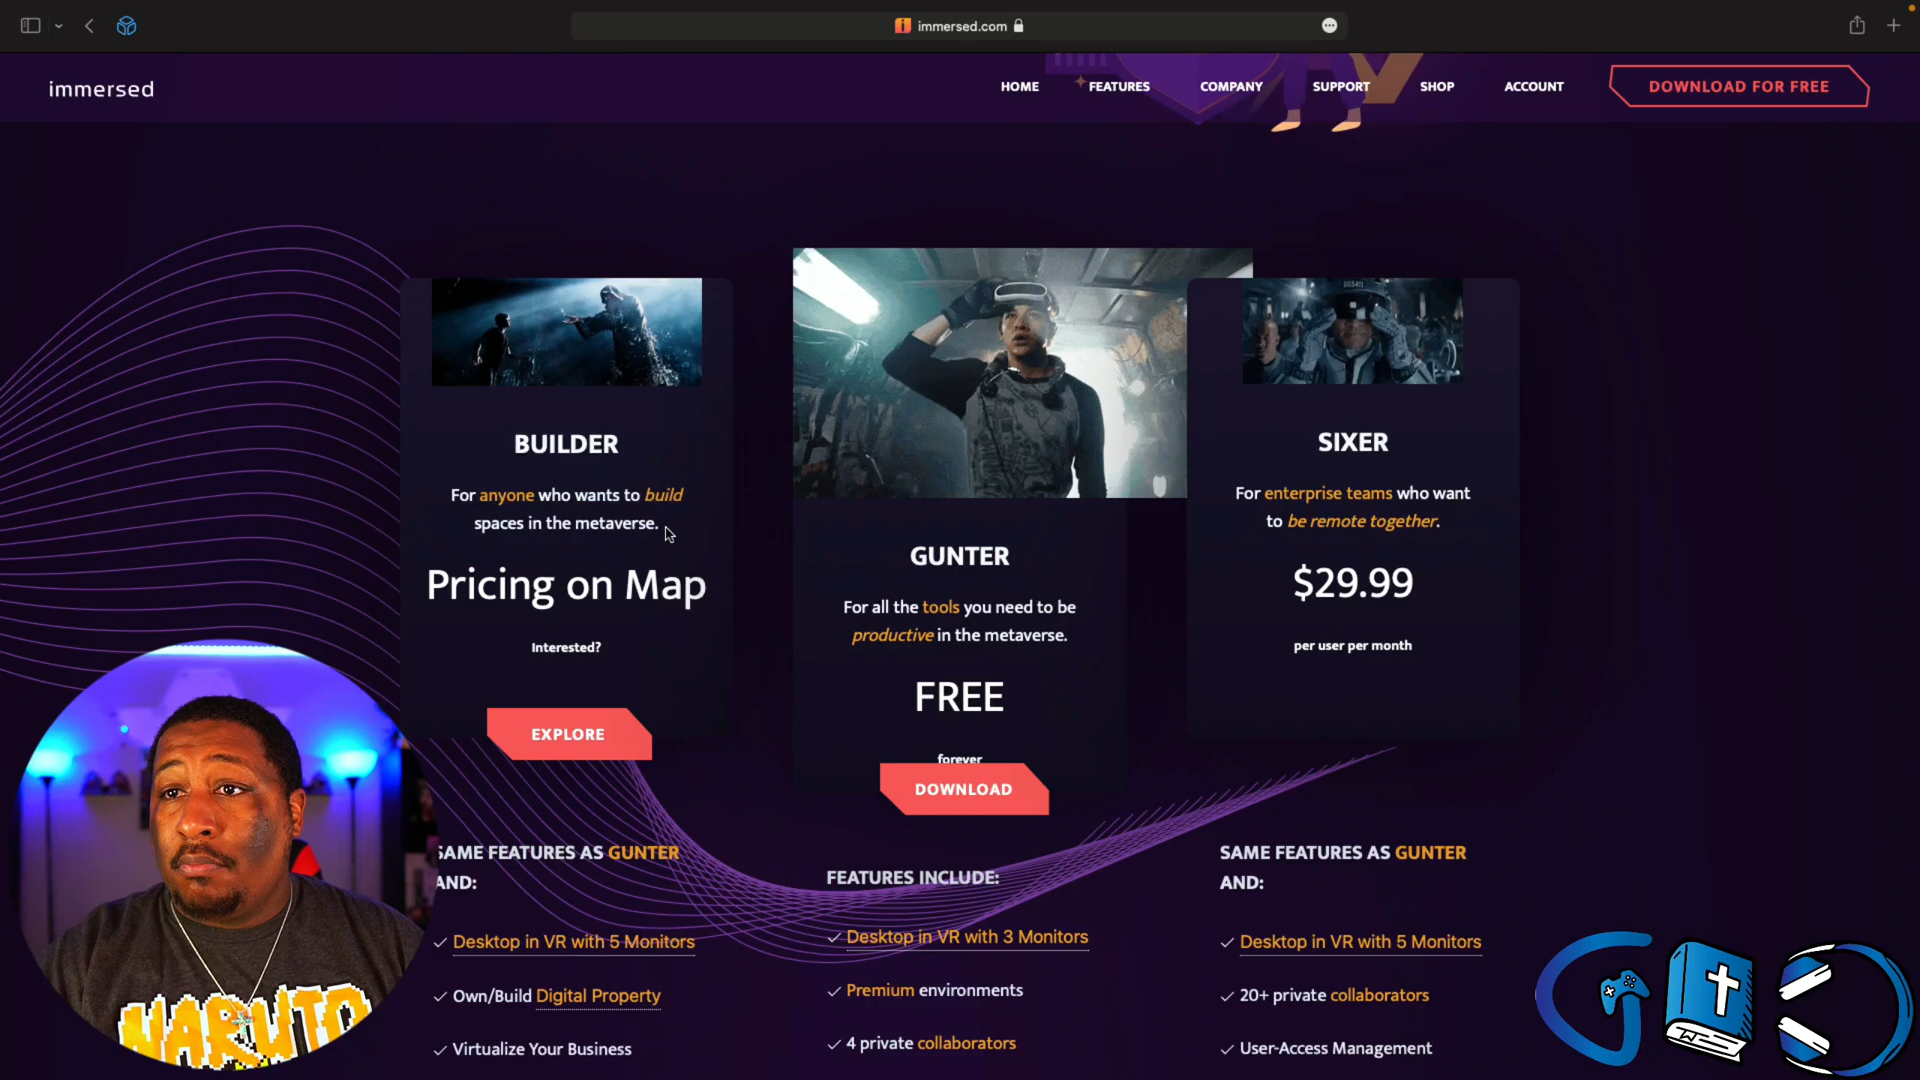 immersed.com
immersed
HOME
FEATURES
COMPANY
SUPPORT
SHOP
ACCOUNT
DOWNLOAD FOR FREE
BUILDER
For anyone who wants to build
spaces in the metaverse.
Pricing on Map
Interested?
EXPLORE
SAME FEATURES AS GUNTER
AND:
Desktop in VR with 5 Monitors
Own/Build Digital Property
Virtualize Your Business
GUNTER
For all the tools you need to be
productive in the metaverse.
FREE
forever
DOWNLOAD
FEATURES INCLUDE:
Desktop in VR with 3 Monitors
Premium environments
4 private collaborators
665411
SIXER
For enterprise teams who want
to be remote together.
$29.99
per user per month
SAME FEATURES AS GUNTER
AND:
Desktop in VR with 5 Monitors
20+ private collaborators
User-Access Management
NARUTO